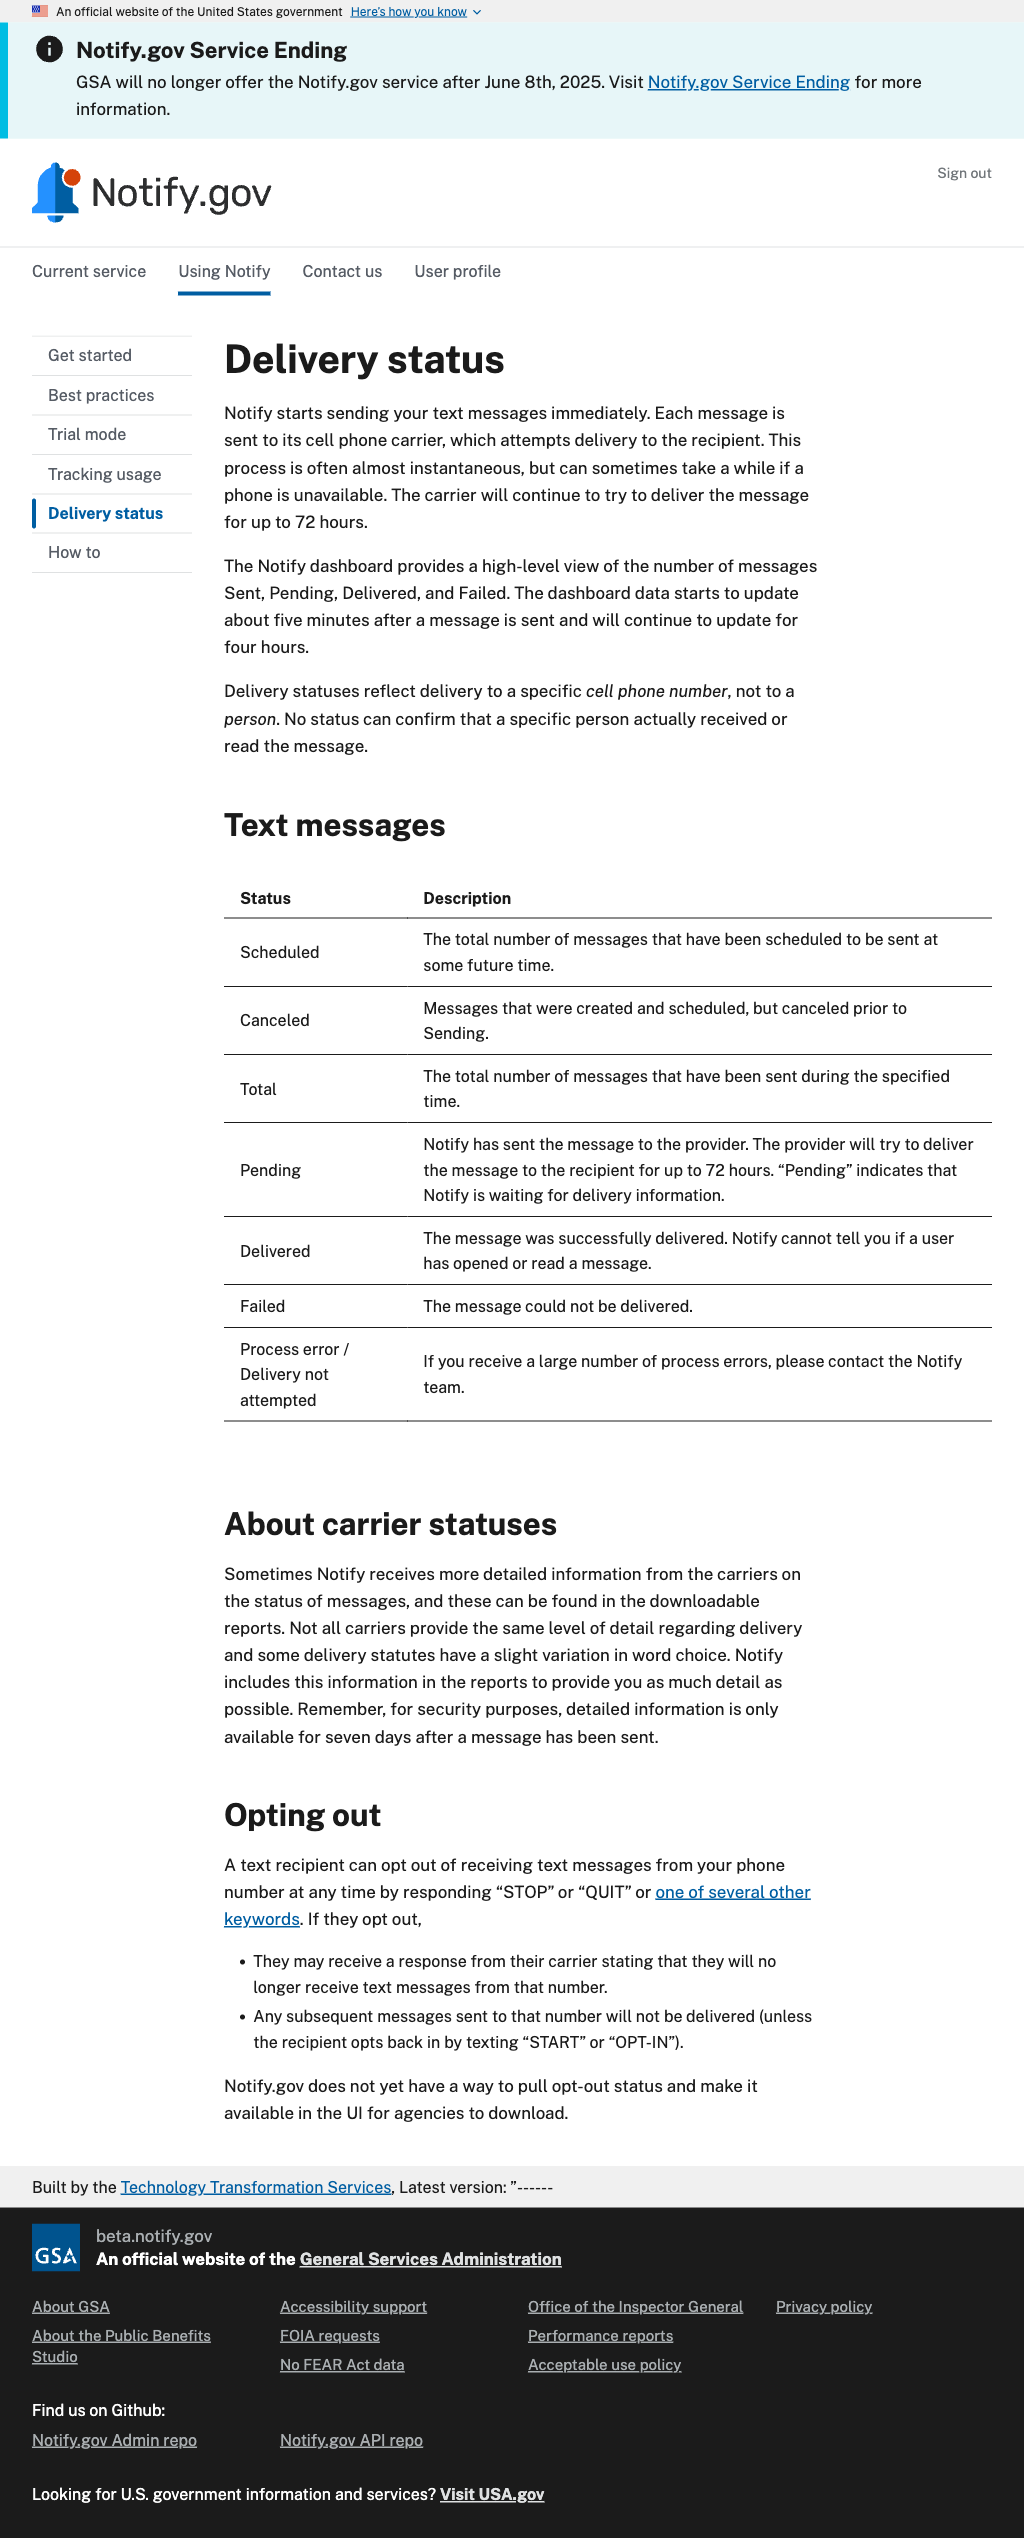 An official website of the United States government Here's how you know
Notify.gov Service Ending
GSA will no longer offer the Notify.gov service after June 8th, 2025. Visit Notify.gov Service Ending for more
information.
Notify.gov
Sign out
Current service Using Notify Contact us User profile
Get started
Best practices
Trial mode
Tracking usage
Delivery status
How to
Delivery status
Notify starts sending your text messages immediately. Each message is
sent to its cell phone carrier, which attempts delivery to the recipient. This
process is often almost instantaneous, but can sometimes take a while if a
phone is unavailable. The carrier will continue to try to deliver the message
for up to 72 hours.
The Notify dashboard provides a high-level view of the number of messages
Sent, Pending, Delivered, and Failed. The dashboard data starts to update
about five minutes after a message is sent and will continue to update for
four hours.
Delivery statuses reflect delivery to a specific cell phone number, not to a
person. No status can confirm that a specific person actually received or
read the message.
Text messages
Status Description
Scheduled
The total number of messages that have been scheduled to be sent at
some future time.
Canceled
Messages that were created and scheduled, but canceled prior to
Sending.
Total
The total number of messages that have been sent during the specified
time.
Pending
Notify has sent the message to the provider. The provider will try to deliver
the message to the recipient for up to 72 hours. “Pending” indicates that
Notify is waiting for delivery information.
Delivered
The message was successfully delivered. Notify cannot tell you if a user
has opened or read a message.
Failed The message could not be delivered.
Process error /
Delivery not
attempted
If you receive a large number of process errors, please contact the Notify
team.
About carrier statuses
Sometimes Notify receives more detailed information from the carriers on
the status of messages, and these can be found in the downloadable
reports. Not all carriers provide the same level of detail regarding delivery
and some delivery statutes have a slight variation in word choice. Notify
includes this information in the reports to provide you as much detail as
possible. Remember, for security purposes, detailed information is only
available for seven days after a message has been sent.
Opting out
A text recipient can opt out of receiving text messages from your phone
number at any time by responding “STOP” or “QUIT” or one of several other
keywords. If they opt out,
• They may receive a response from their carrier stating that they will no
longer receive text messages from that number.
• Any subsequent messages sent to that number will not be delivered (unless
the recipient opts back in by texting “START” or “OPT-IN”).
Notify.gov does not yet have a way to pull opt-out status and make it
available in the UI for agencies to download.
Built by the Technology Transformation Services, Latest version: ”------
GSA
beta.notify.gov
An official website of the General Services Administration
About GSA
About the Public Benefits
Studio
Accessibility support
FOIA requests
No FEAR Act data
Office of the Inspector General
Performance reports
Acceptable use policy
Privacy policy
Find us on Github:
Notify.gov Admin repo Notify.gov API repo
Looking for U.S. government information and services? Visit USA.gov